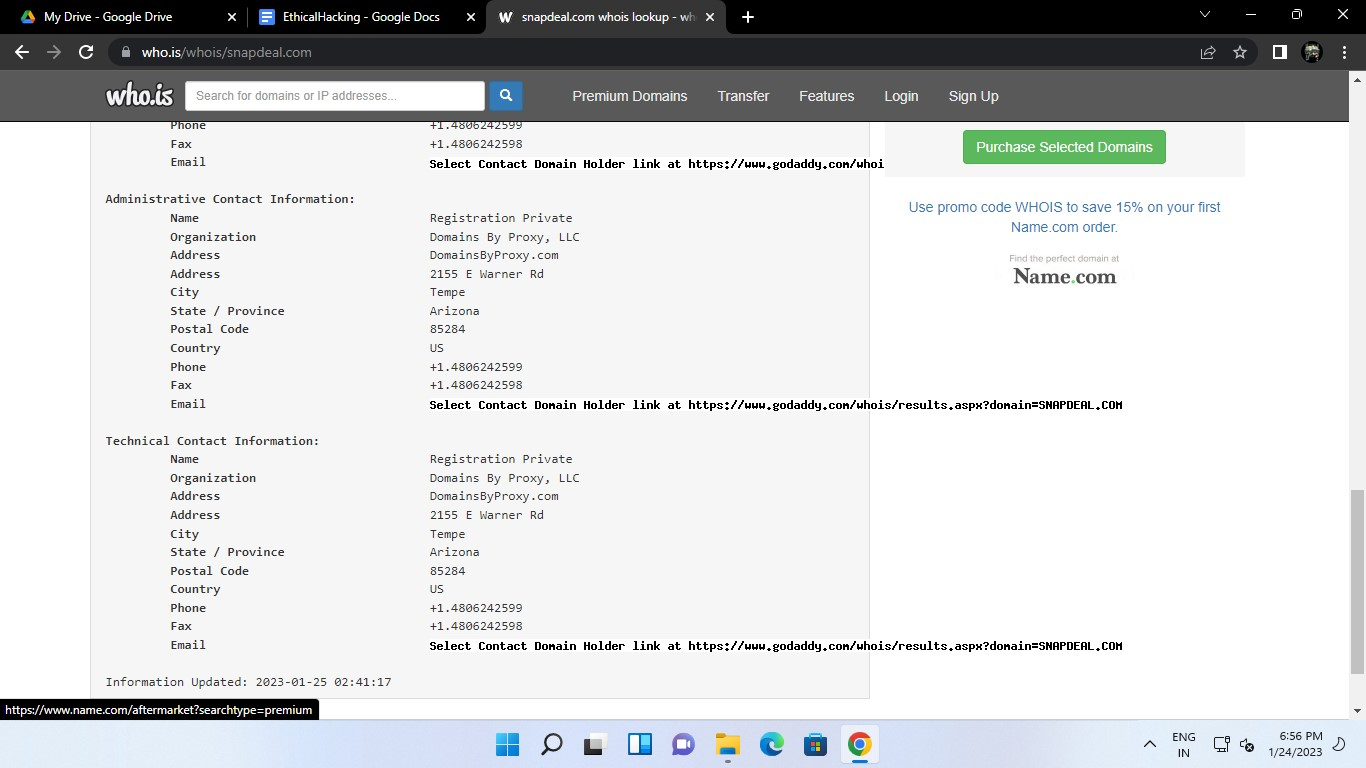 My Drive - Google Drive
EthicalHacking - Google Docs
snapdeal.com whois lookup - wh
who.is/whois/snapdeal.com
who.is
Search for domains or IP addresses...
Premium Domains
Transfer
Features
Login
Sign Up
Phone +1.4806242599
Fax +1.4806242598
Email Select Contact Domain Holder link at https://www.godaddy.com/whoi
Administrative Contact Information:
Name Registration Private
Organization Domains By Proxy, LLC
Address DomainsByProxy.com
Address 2155 E Warner Rd
City Tempe
State / Province Arizona
Postal Code 85284
Country US
Phone +1.4806242599
Fax +1.4806242598
Email Select Contact Domain Holder link at https://www.godaddy.com/whois/results.aspx?domain=SNAPDEAL.COM
Technical Contact Information:
Name Registration Private
Organization Domains By Proxy, LLC
Address DomainsByProxy.com
Address 2155 E Warner Rd
City Tempe
State / Province Arizona
Postal Code 85284
Country US
Phone +1.4806242599
Fax +1.4806242598
Email Select Contact Domain Holder link at https://www.godaddy.com/whois/results.aspx?domain=SNAPDEAL.COM
Information Updated: 2023-01-25 02:41:17
Purchase Selected Domains
Use promo code WHOIS to save 15% on your first
Name.com order.
Find the perfect domain at
Name.com
https://www.name.com/aftermarket?searchtype=premium
ENG
IN
6:56 PM
1/24/2023